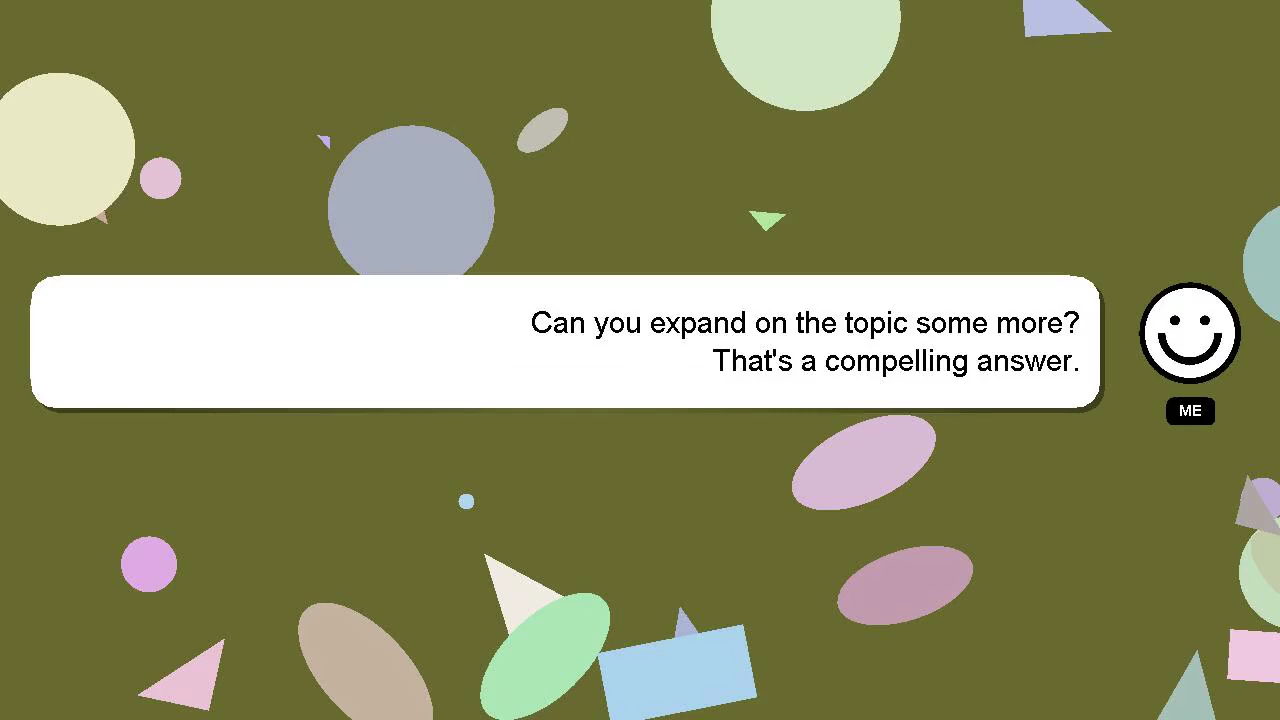 Can you expand on the topic some more?
That's a compelling answer.
ME